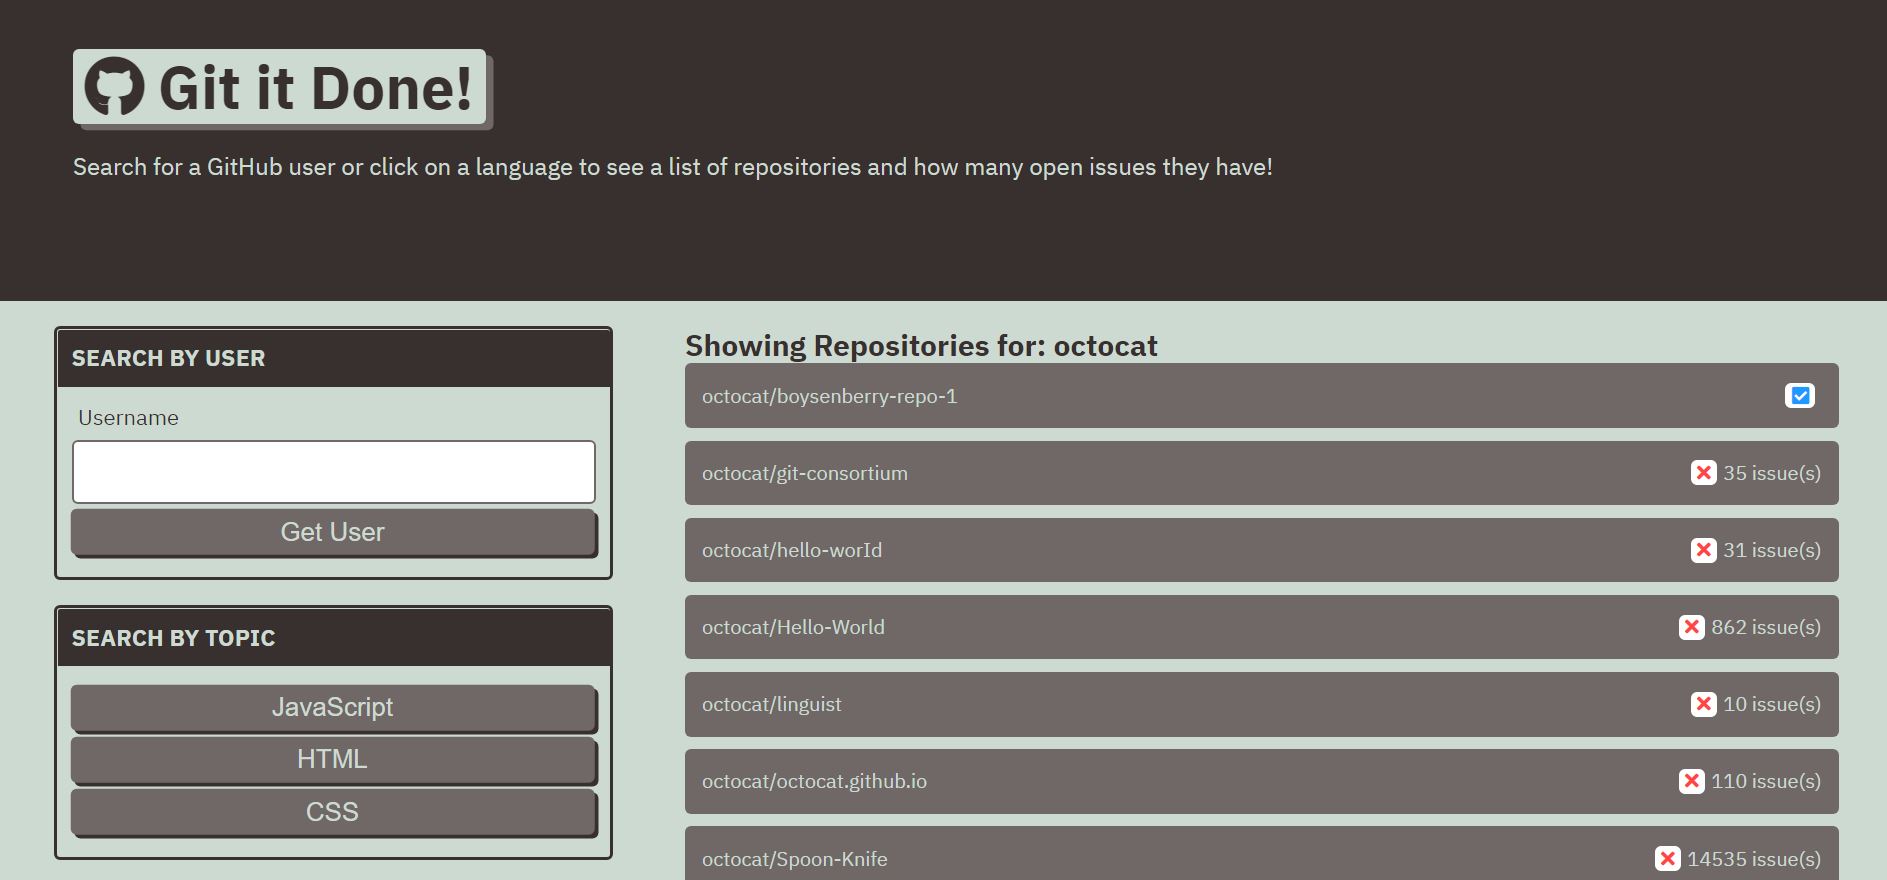 Git it Done!
Search for a GitHub user or click on a language to see a list of repositories and how many open issues they have!
SEARCH BY USER
Username
Get User
SEARCH BY TOPIC
JavaScript
HTML
CSS
Showing Repositories for: octocat
octocat/boysenberry-repo-1
octocat/git-consortium 35 issue(s)
octocat/hello-worId 31 issue(s)
octocat/Hello-World 862 issue(s)
octocat/linguist 10 issue(s)
octocat/octocat.github.io 110 issue(s)
octocat/Spoon-Knife 14535 issue(s)